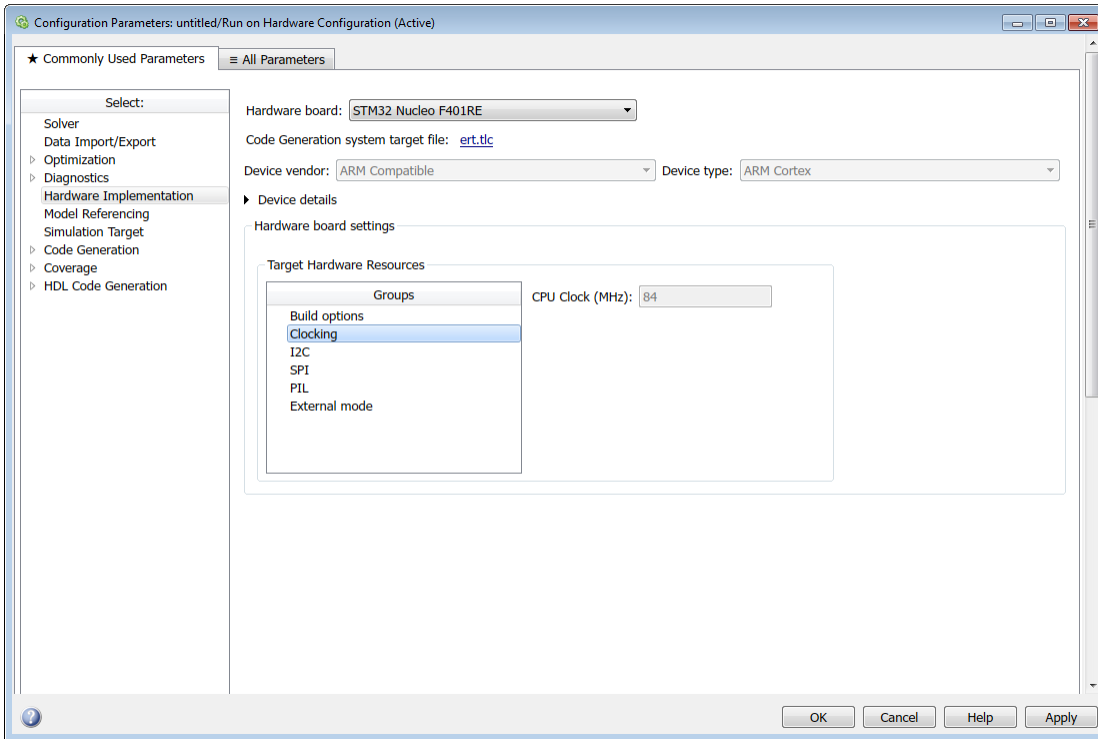 Configuration Parameters: untitled/Run on Hardware Configuration (Active)
★ Commonly Used Parameters
≡ All Parameters
Select:
Solver
Data Import/Export
Optimization
Diagnostics
Hardware Implementation
Model Referencing
Simulation Target
Code Generation
Coverage
HDL Code Generation
Hardware board: STM32 Nucleo F401RE
Code Generation system target file: ert.tlc
Device vendor: ARM Compatible Device type: ARM Cortex
Device details
Hardware board settings
Target Hardware Resources
Groups
Build options
Clocking
I2C
SPI
PIL
External mode
CPU Clock (MHz): 84
OK Cancel Help Apply